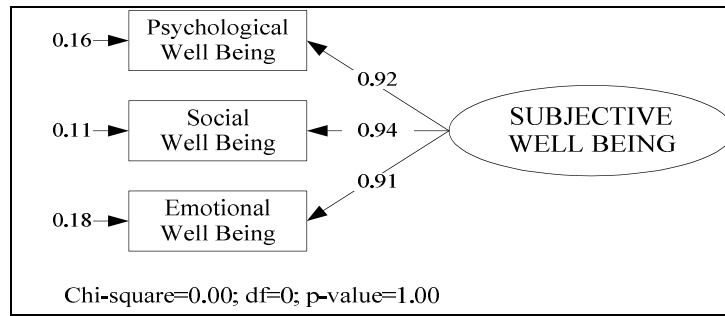 0.16
Psychological
Well Being
0.92
0.11
Social
Well Being
0.94
SUBJECTIVE
WELL BEING
0.91
0.18
Emotional
Well Being
Chi-square=0.00; df=0; p-value=1.00